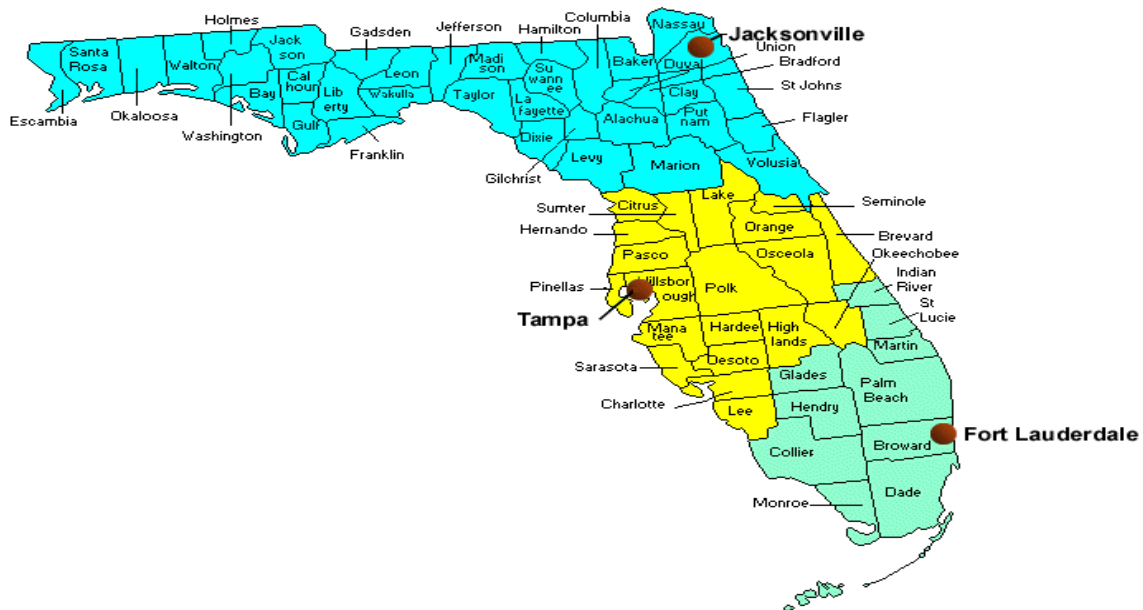 Holmes
Gadsden
Jefferson
Hamilton
Columbia
Nassau
Jacksonville
Santa
Rosa
Walton
Jack
son
Leon
Madi
son
Su
wann
ee
Baker
Duval
Union
Bradford
Cal
houn
Bay
Lib
erty
Wakulla
Taylor
La
fayette
Clay
St Johns
Escambia
Okaloosa
Washington
Gulf
Franklin
Dixie
Alachua
Put
nam
Flagler
Gilchrist
Levy
Marion
Volusia
Sumter
Citrus
Lake
Seminole
Hernando
Orange
Brevard
Pasco
Osceola
Okeechobee
Pinellas
Hillsbor
ough
Polk
Indian
River
St
Lucie
Tampa
Mana
tee
Hardee
High
lands
Martin
Sarasota
Desoto
Glades
Palm
Beach
Charlotte
Lee
Hendry
Fort Lauderdale
Collier
Broward
Monroe
Dade